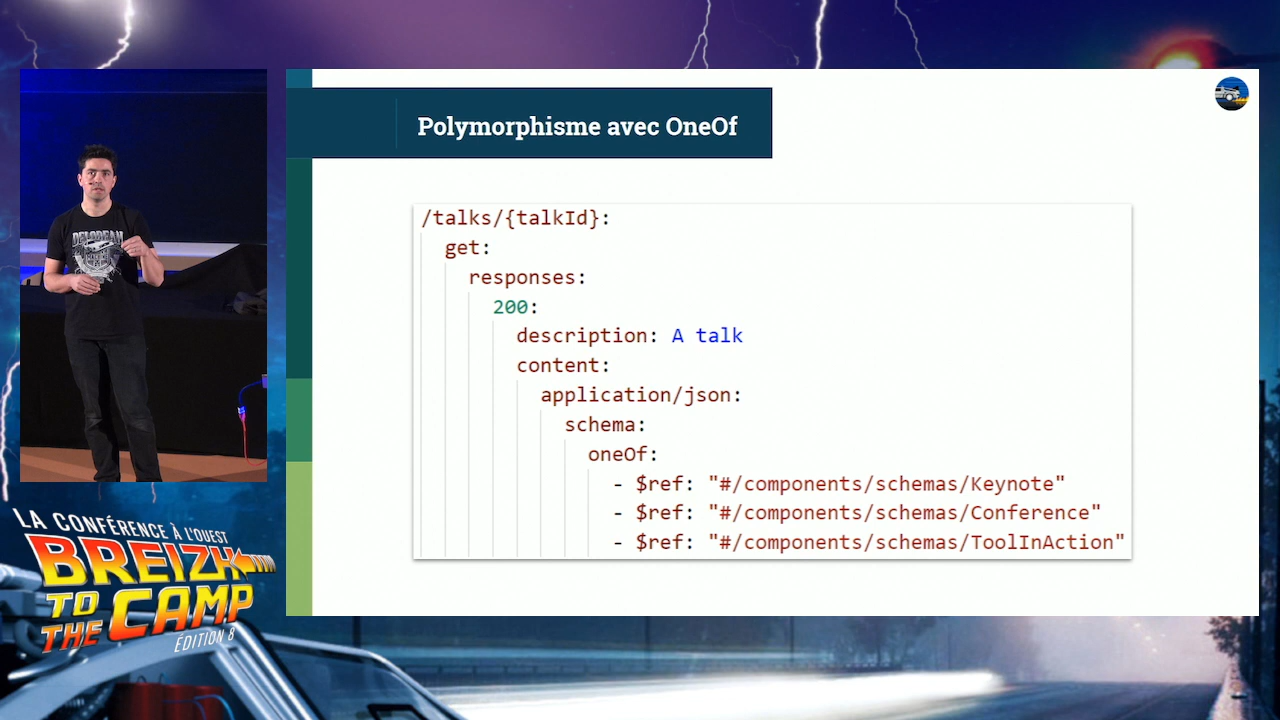 Polymorphisme avec OneOf
/talks/{talkId}:
get:
responses:
200:
description: A talk
content:
application/json:
schema:
oneOf:
- $ref: "#/components/schemas/Keynote"
- $ref: "#/components/schemas/Conference"
- $ref: "#/components/schemas/ToolInAction"
DELOREAN
LA CONFÉRENCE À L'OUEST
BREIZH
TO CAMP
THE
ÉDITION 8